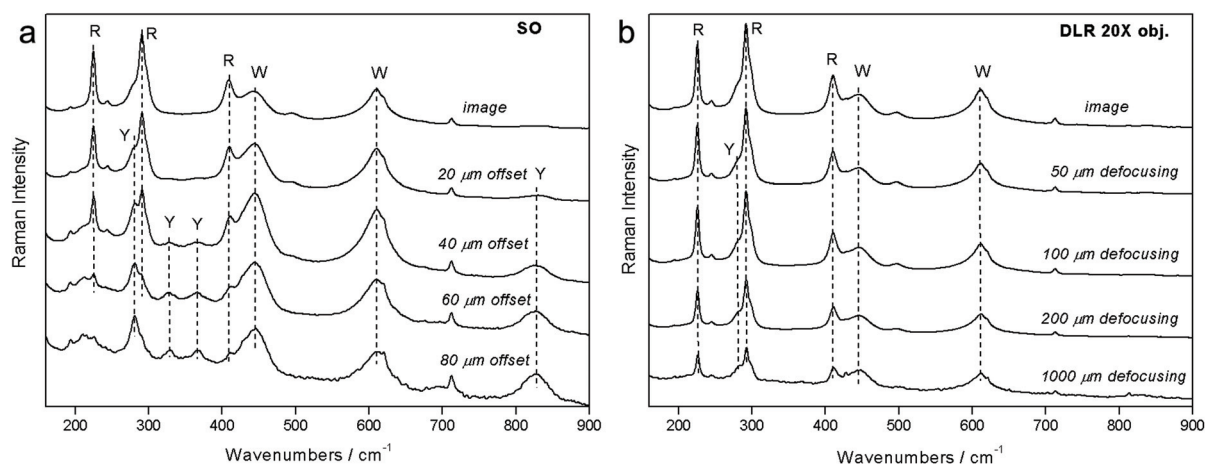 a
SO
R
R
R
W
W
image
Y
20 μm offset
Y
Y
Y
40 μm offset
60 μm offset
80 μm offset
Raman Intensity
200 300 400 500 600 700 800 900
Wavenumbers / cm-1
b
DLR 20X obj.
R
R
R
W
W
image
Y
50 μm defocusing
100 μm defocusing
200 μm defocusing
1000 μm defocusing
Raman Intensity
200 300 400 500 600 700 800 900
Wavenumbers / cm-1